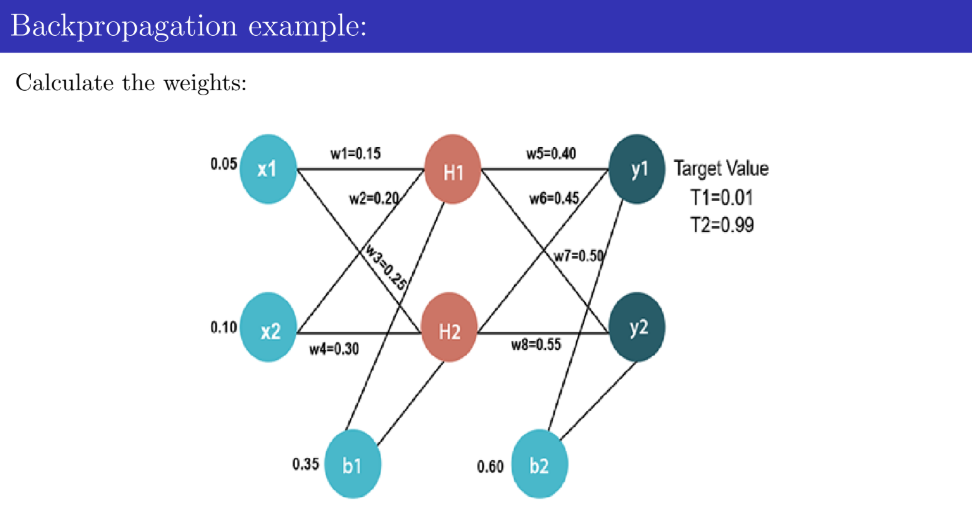 Backpropagation example:
Calculate the weights:
0.05 x1 w1=0.15 H1 w5=0.40 y1 Target Value
w2=0.20 w6=0.45 T1=0.01
T2=0.99
w3=0.25 w7=0.50
0.10 x2 H2 y2
w4=0.30 w8=0.55
0.35 b1 0.60 b2